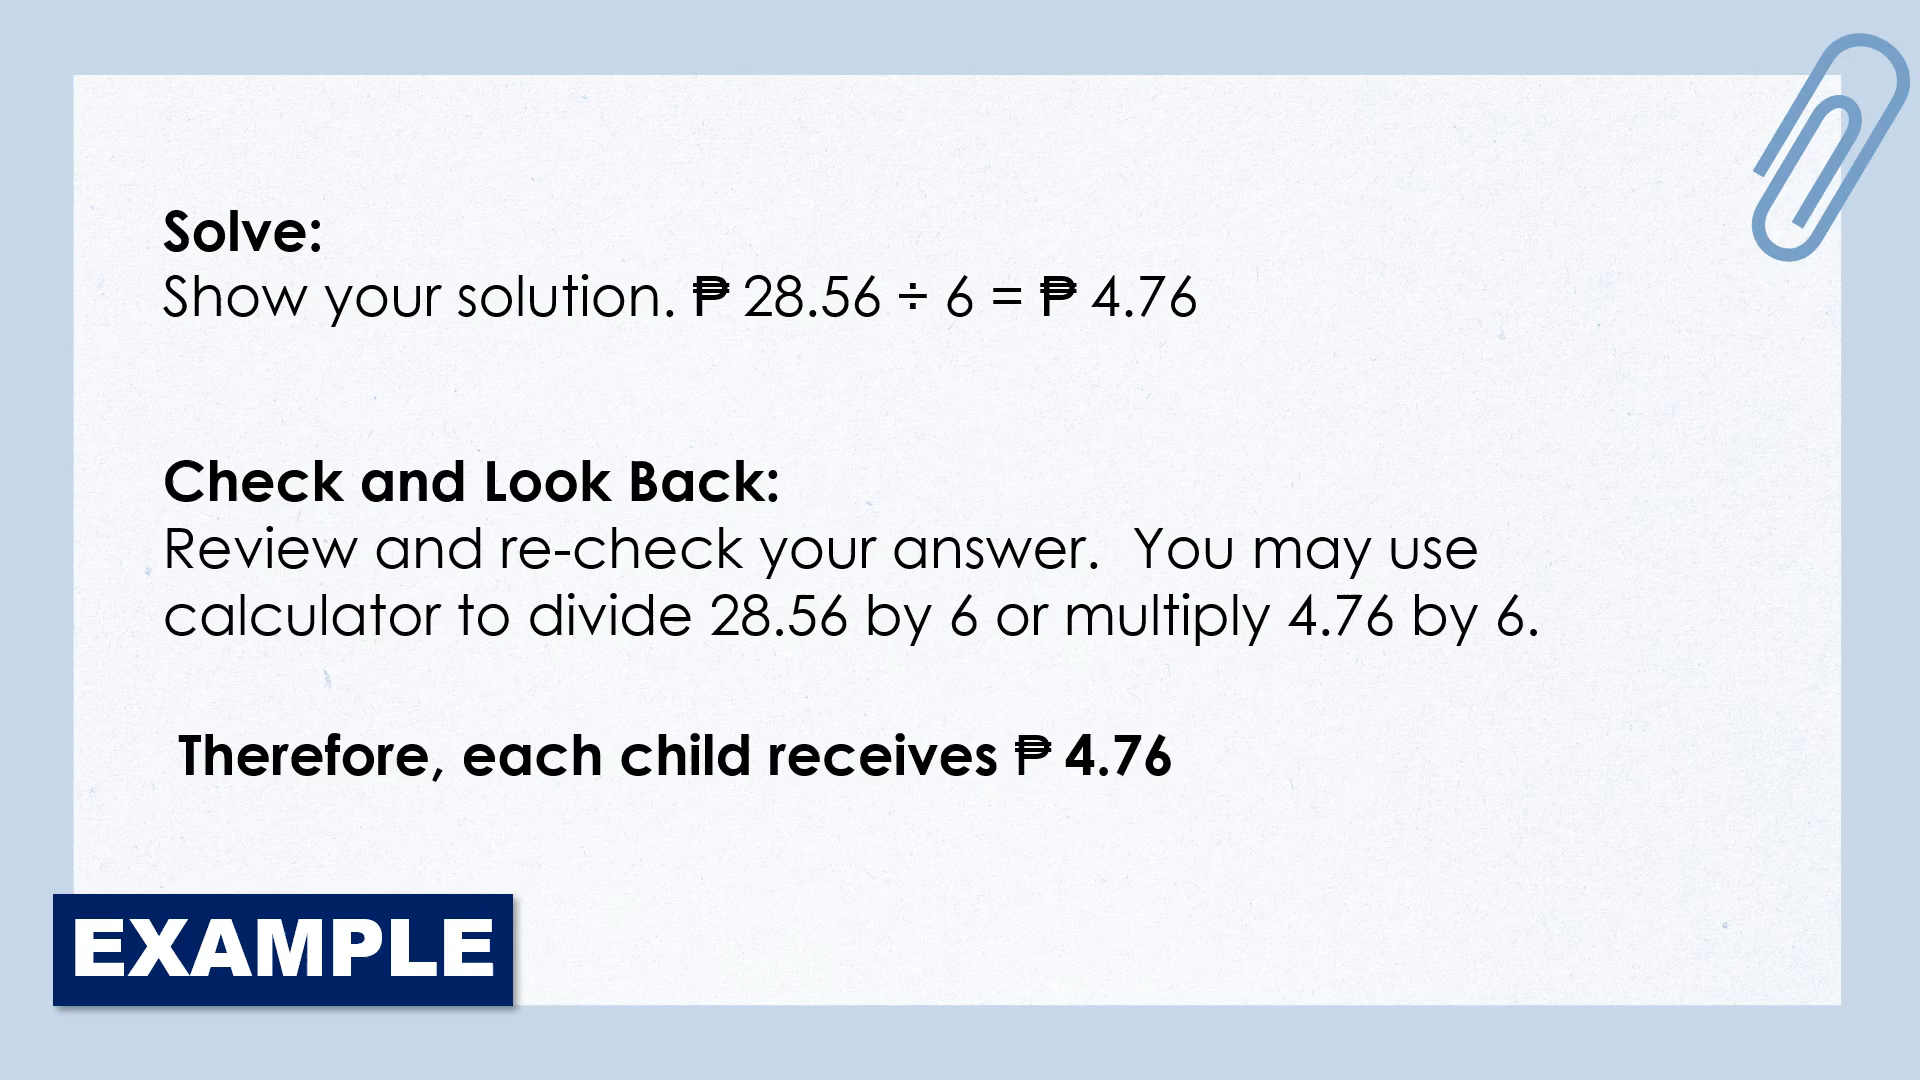 Solve:
Show your solution. ₱ 28.56 ÷ 6 = ₱ 4.76
Check and Look Back:
Review and re-check your answer.  You may use
calculator to divide 28.56 by 6 or multiply 4.76 by 6.
Therefore, each child receives ₱ 4.76
EXAMPLE